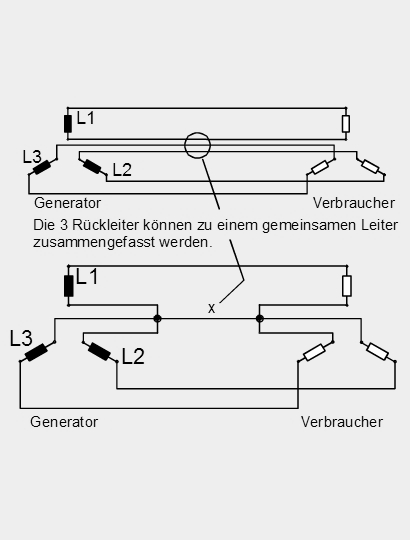 L1
L3
L2
Generator Verbraucher
Die 3 Rückleiter können zu einem gemeinsamen Leiter
zusammengefasst werden.
L1
x
L3
L2
Generator Verbraucher